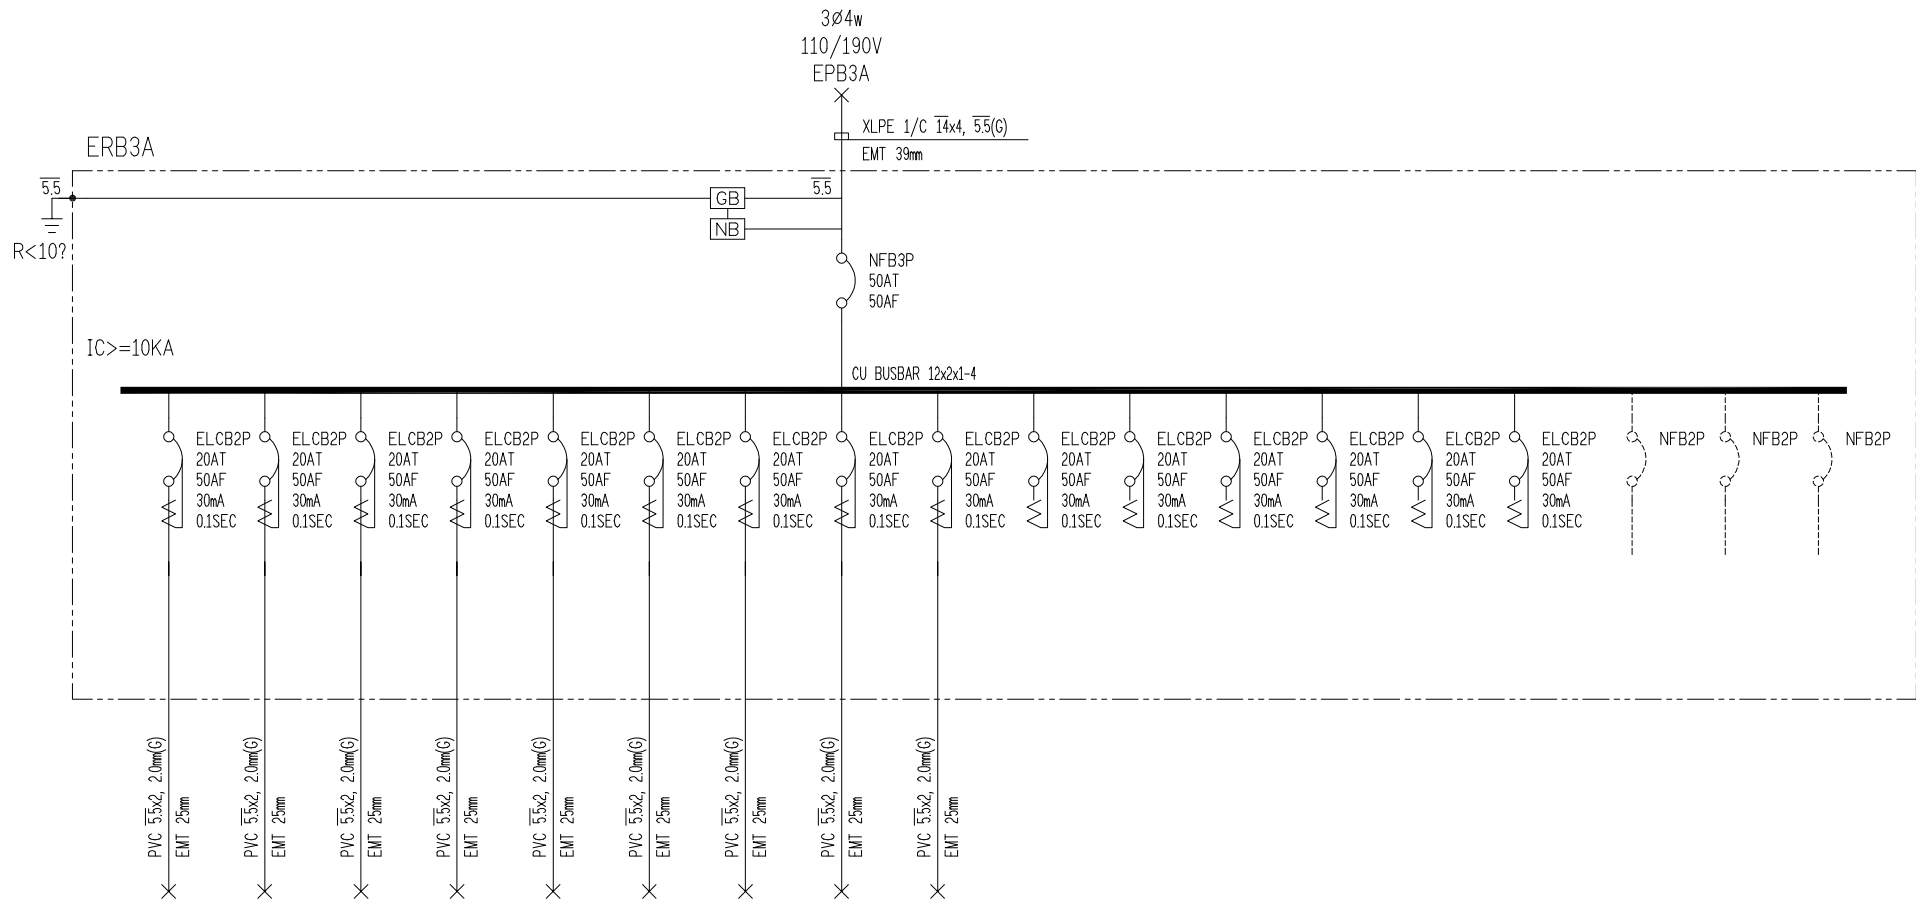 3Ø4w
110/190V
EPB3A
XLPE 1/C 14x4, 5.5(G)
EMT 39mm
ERB3A
5.5
5.5
GB
NB
R<10?
NFB3P
50AT
50AF
IC>=10KA
CU BUSBAR 12x2x1-4
ELCB2P ELCB2P ELCB2P ELCB2P ELCB2P ELCB2P ELCB2P ELCB2P ELCB2P ELCB2P ELCB2P ELCB2P ELCB2P ELCB2P ELCB2P NFB2P NFB2P NFB2P
20AT 20AT 20AT 20AT 20AT 20AT 20AT 20AT 20AT 20AT 20AT 20AT 20AT 20AT 20AT
50AF 50AF 50AF 50AF 50AF 50AF 50AF 50AF 50AF 50AF 50AF 50AF 50AF 50AF 50AF
30mA 30mA 30mA 30mA 30mA 30mA 30mA 30mA 30mA 30mA 30mA 30mA 30mA 30mA 30mA
0.1SEC 0.1SEC 0.1SEC 0.1SEC 0.1SEC 0.1SEC 0.1SEC 0.1SEC 0.1SEC 0.1SEC 0.1SEC 0.1SEC 0.1SEC 0.1SEC 0.1SEC
PVC 5.5x2, 2.0mm(G)
EMT 25mm
PVC 5.5x2, 2.0mm(G)
EMT 25mm
PVC 5.5x2, 2.0mm(G)
EMT 25mm
PVC 5.5x2, 2.0mm(G)
EMT 25mm
PVC 5.5x2, 2.0mm(G)
EMT 25mm
PVC 5.5x2, 2.0mm(G)
EMT 25mm
PVC 5.5x2, 2.0mm(G)
EMT 25mm
PVC 5.5x2, 2.0mm(G)
EMT 25mm
PVC 5.5x2, 2.0mm(G)
EMT 25mm